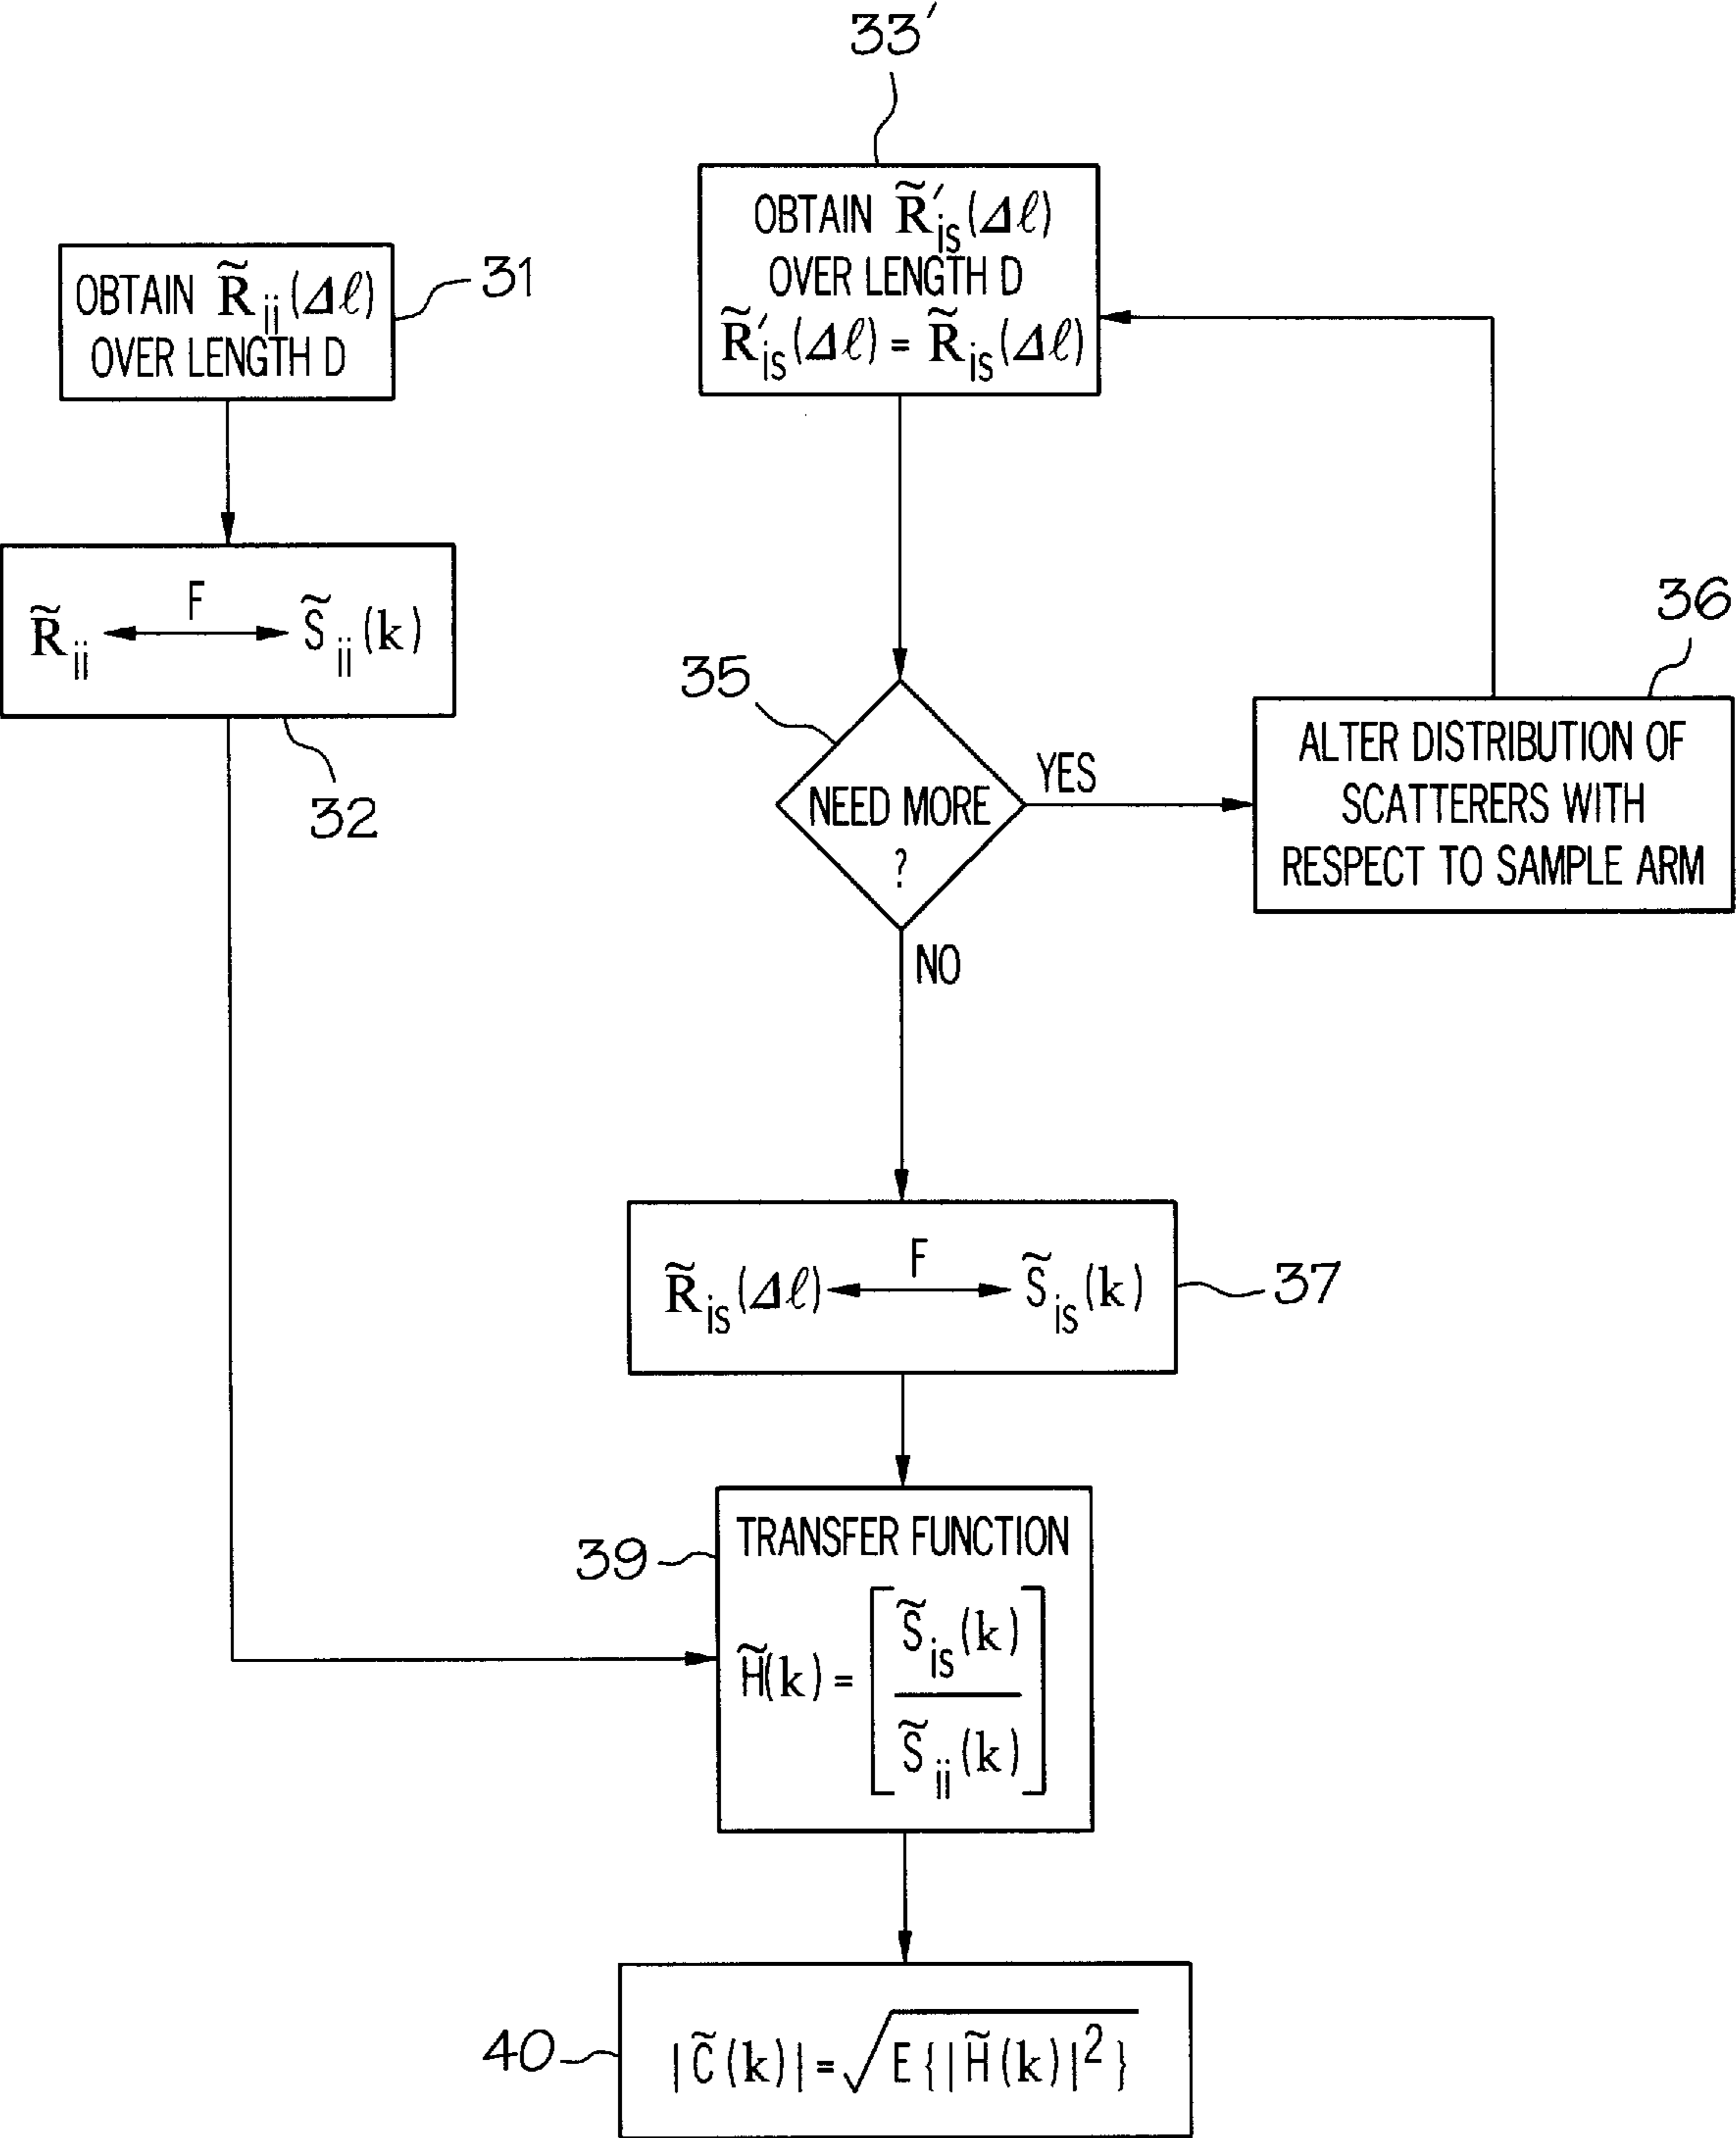 33′
OBTAIN R̃′is(Δℓ)
OVER LENGTH D
R̃′is(Δℓ) = R̃is(Δℓ)
OBTAIN R̃ii(Δℓ)
OVER LENGTH D
31
R̃ii ⟷ S̃ii(k)
F
32
35
NEED MORE
?
YES
NO
36
ALTER DISTRIBUTION OF
SCATTERERS WITH
RESPECT TO SAMPLE ARM
F
R̃is(Δℓ) ⟷ S̃is(k)
37
39
TRANSFER FUNCTION
H̃(k) = [S̃is(k) / S̃ii(k)]
40
|C̃(k)| = √E{|H̃(k)|²}